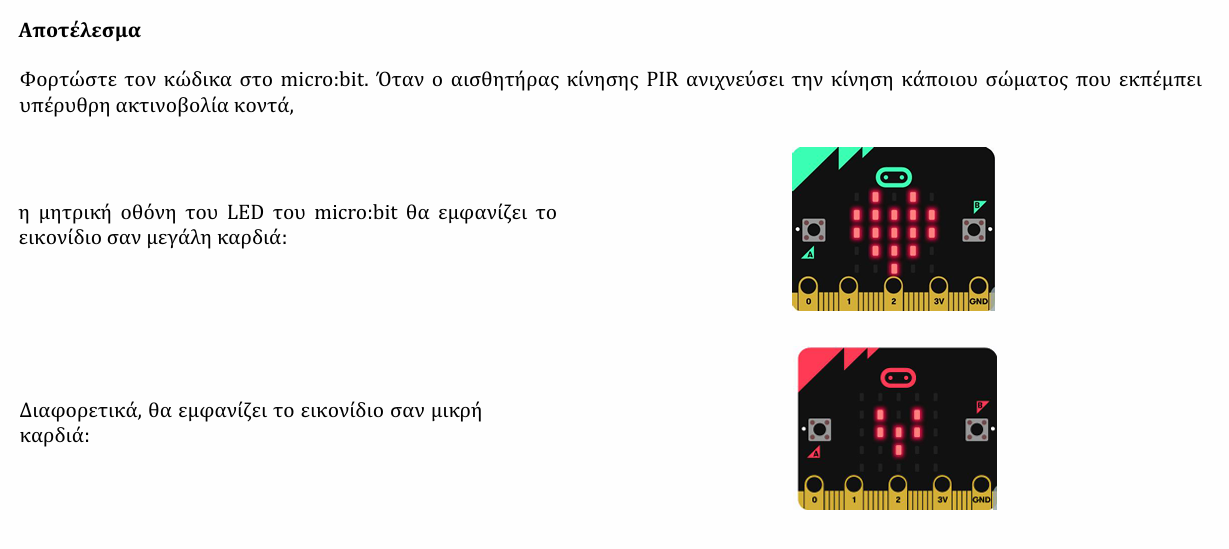 Αποτέλεσμα
Φορτώστε τον κώδικα στο micro:bit. Όταν ο αισθητήρας κίνησης PIR ανιχνεύσει την κίνηση κάποιου σώματος που εκπέμπει
υπέρυθρη ακτινοβολία κοντά,
η μητρική οθόνη του LED του micro:bit θα εμφανίζει το
εικονίδιο σαν μεγάλη καρδιά:
B
A
0 1 2 3V GND
Διαφορετικά, θα εμφανίζει το εικονίδιο σαν μικρή
καρδιά:
B
A
0 1 2 3V GND